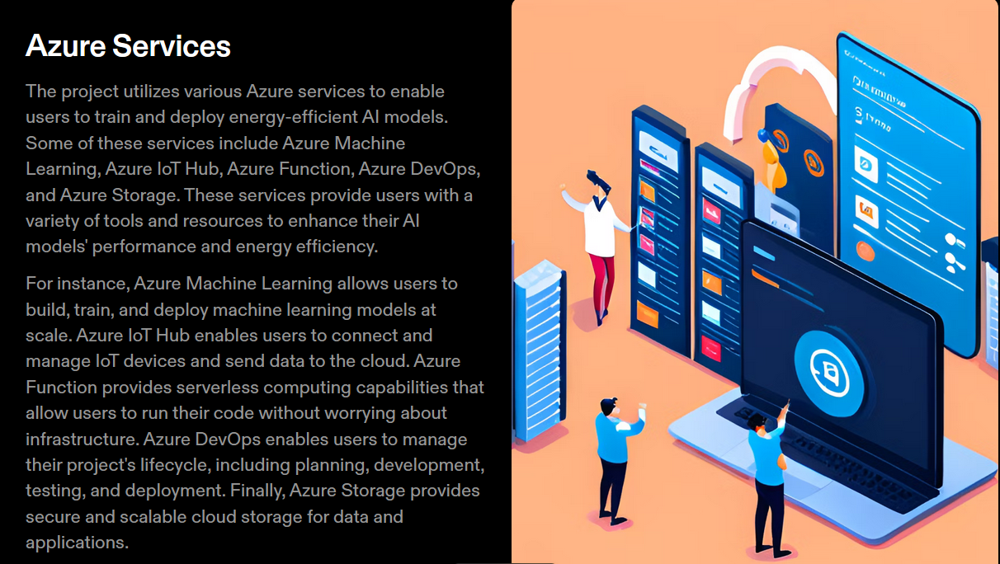 Azure Services
The project utilizes various Azure services to enable
users to train and deploy energy-efficient AI models.
Some of these services include Azure Machine
Learning, Azure IoT Hub, Azure Function, Azure DevOps,
and Azure Storage. These services provide users with a
variety of tools and resources to enhance their AI
models' performance and energy efficiency.
For instance, Azure Machine Learning allows users to
build, train, and deploy machine learning models at
scale. Azure IoT Hub enables users to connect and
manage IoT devices and send data to the cloud. Azure
Function provides serverless computing capabilities that
allow users to run their code without worrying about
infrastructure. Azure DevOps enables users to manage
their project's lifecycle, including planning, development,
testing, and deployment. Finally, Azure Storage provides
secure and scalable cloud storage for data and
applications.